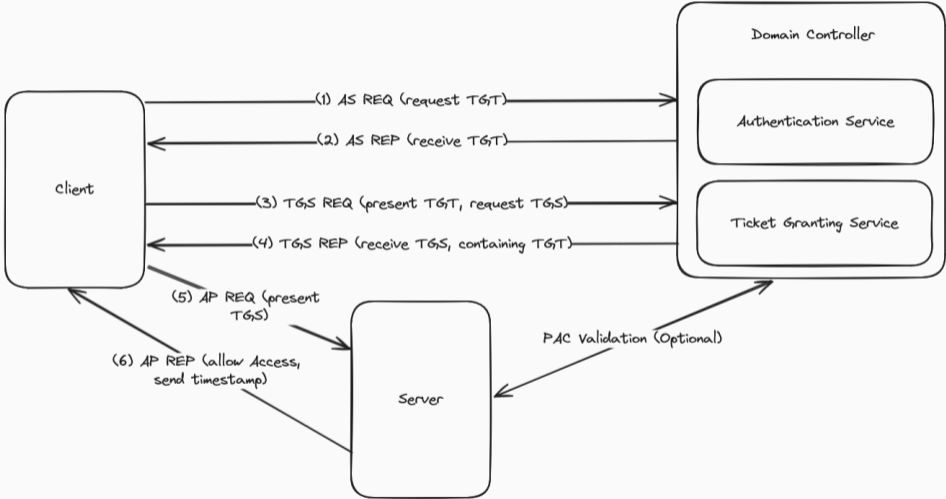 Domain Controller
(1) AS REQ (request TGT)
Authentication Service
(2) AS REP (receive TGT)
Client
(3) TGS REQ (present TGT, request TGS)
Ticket Granting Service
(4) TGS REP (receive TGS, containing TGT)
(5) AP REQ (present
TGS)
PAC Validation (Optional)
(6) AP REP (allow Access,
send timestamp)
Server